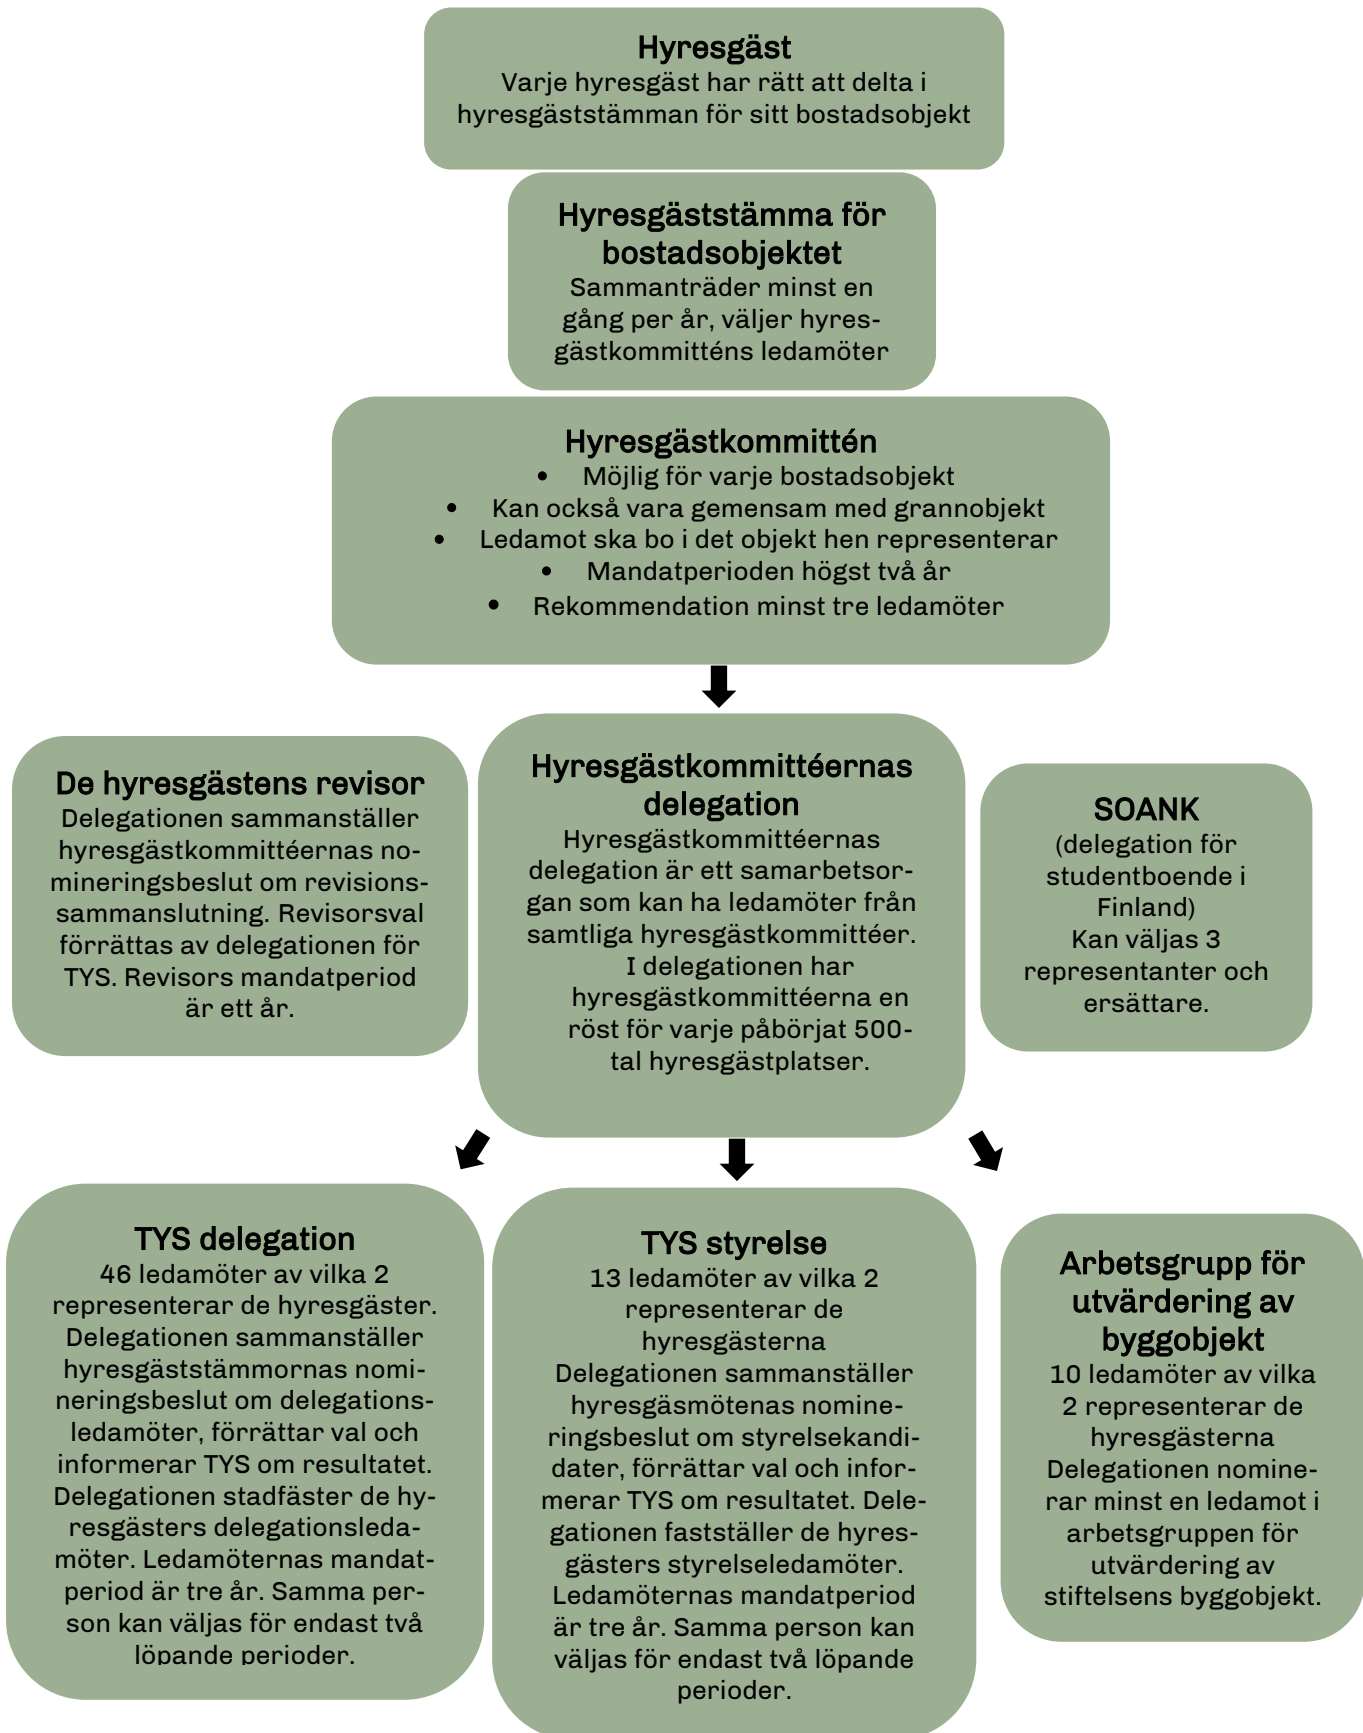 Hyresgäst
Varje hyresgäst har rätt att delta i
hyresgäststämman för sitt bostadsobjekt
Hyresgäststämma för
bostadsobjektet
Sammanträder minst en
gång per år, väljer hyres-
gästkommitténs ledamöter
Hyresgästkommittén
• Möjlig för varje bostadsobjekt
• Kan också vara gemensam med grannobjekt
• Ledamot ska bo i det objekt hen representerar
• Mandatperioden högst två år
• Rekommendation minst tre ledamöter
De hyresgästens revisor
Delegationen sammanställer
hyresgästkommittéernas no-
mineringsbeslut om revisions-
sammanslutning. Revisorsval
förrättas av delegationen för
TYS. Revisors mandatperiod
är ett år.
Hyresgästkommittéernas
delegation
Hyresgästkommittéernas
delegation är ett samarbetsor-
gan som kan ha ledamöter från
samtliga hyresgästkommittéer.
I delegationen har
hyresgästkommittéerna en
röst för varje påbörjat 500-
tal hyresgästplatser.
SOANK
(delegation för
studentboende i
Finland)
Kan väljas 3
representanter och
ersättare.
TYS delegation
46 ledamöter av vilka 2
representerar de hyresgäster.
Delegationen sammanställer
hyresgäststämmornas nomi-
neringsbeslut om delegations-
ledamöter, förrättar val och
informerar TYS om resultatet.
Delegationen stadfäster de hy-
resgästers delegationsleda-
möter. Ledamöternas mandat-
period är tre år. Samma per-
son kan väljas för endast två
löpande perioder.
TYS styrelse
13 ledamöter av vilka 2
representerar de
hyresgästerna
Delegationen sammanställer
hyresgäsmötenas nomine-
ringsbeslut om styrelsekandi-
dater, förrättar val och infor-
merar TYS om resultatet. Dele-
gationen fastställer de hyres-
gästers styrelseledamöter.
Ledamöternas mandatperiod
är tre år. Samma person kan
väljas för endast två löpande
perioder.
Arbetsgrupp för
utvärdering av
byggobjekt
10 ledamöter av vilka
2 representerar de
hyresgästerna
Delegationen nomine-
rar minst en ledamot i
arbetsgruppen för
utvärdering av
stiftelsens byggobjekt.